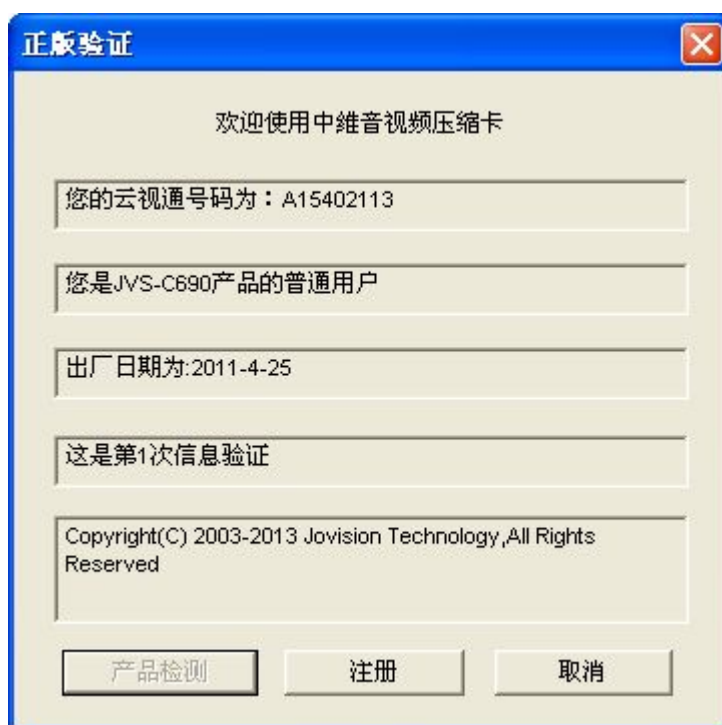 正版验证
欢迎使用中維音视频压缩卡
您的云视通号码为：A15402113
您是JVS-C690产品的普通用户
出厂日期为:2011-4-25
这是第1次信息验证
Copyright(C) 2003-2013 Jovision Technology,All Rights
Reserved
产品检测
注册
取消